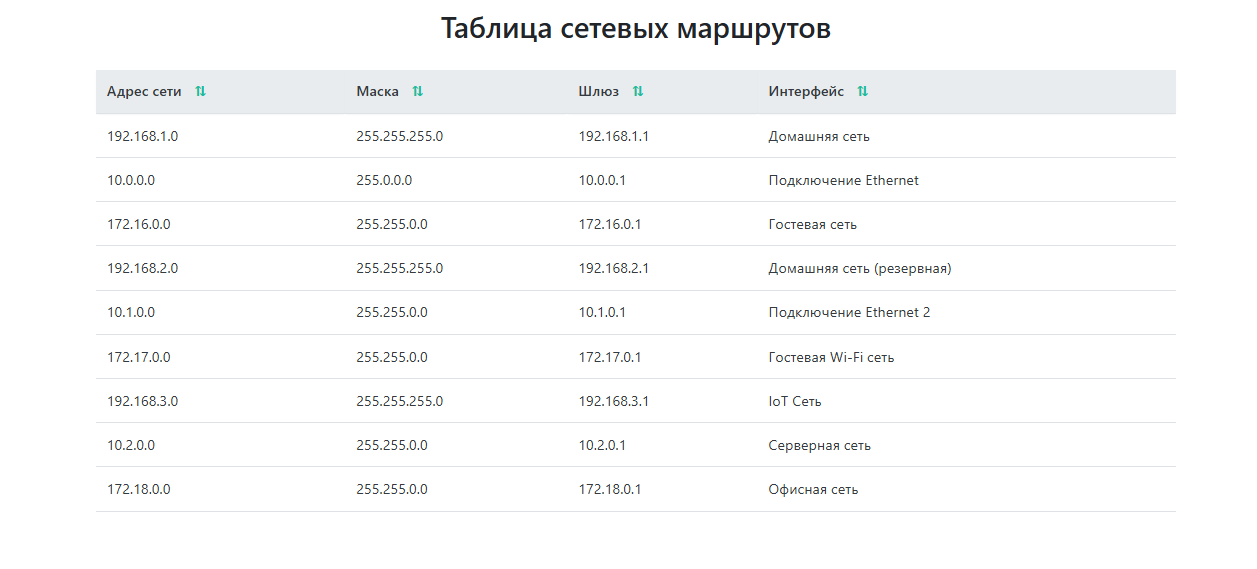 Таблица сетевых маршрутов
Адрес сети Маска Шлюз Интерфейс
192.168.1.0 255.255.255.0 192.168.1.1 Домашняя сеть
10.0.0.0 255.0.0.0 10.0.0.1 Подключение Ethernet
172.16.0.0 255.255.0.0 172.16.0.1 Гостевая сеть
192.168.2.0 255.255.255.0 192.168.2.1 Домашняя сеть (резервная)
10.1.0.0 255.255.0.0 10.1.0.1 Подключение Ethernet 2
172.17.0.0 255.255.0.0 172.17.0.1 Гостевая Wi-Fi сеть
192.168.3.0 255.255.255.0 192.168.3.1 IoT Сеть
10.2.0.0 255.255.0.0 10.2.0.1 Серверная сеть
172.18.0.0 255.255.0.0 172.18.0.1 Офисная сеть